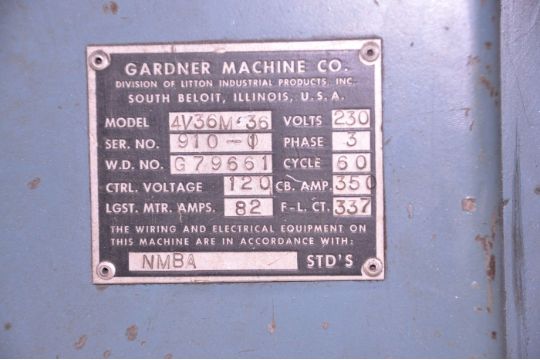 GARDNER MACHINE CO.
DIVISION OF LITTON INDUSTRIAL PRODUCTS, INC.
SOUTH BELOIT, ILLINOIS, U.S.A.
MODEL 4V36M-36 VOLTS 230
SER. NO. 910-1 PHASE 3
W.D. NO. G79661 CYCLE 60
CTRL. VOLTAGE 120 CB. AMP. 350
LGST. MTR. AMPS. 82 F-L. CT. 337
THE WIRING AND ELECTRICAL EQUIPMENT ON
THIS MACHINE ARE IN ACCORDANCE WITH:
NMBA STD'S